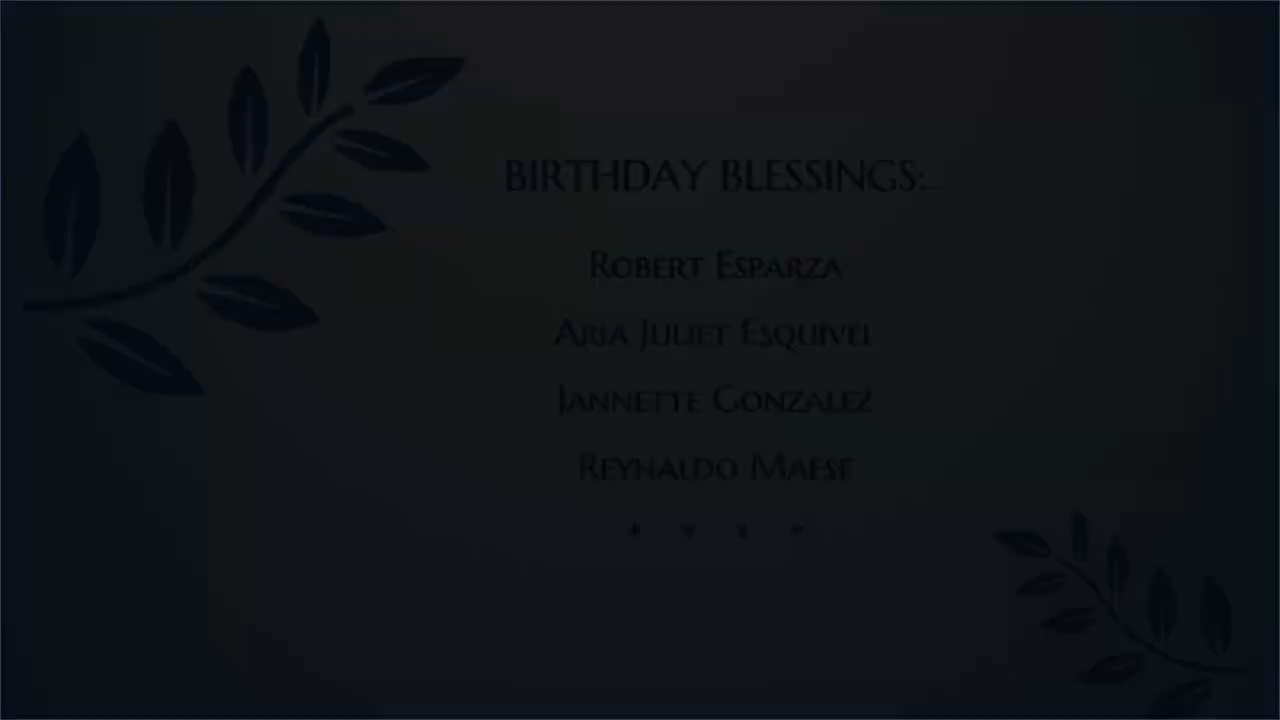 BIRTHDAY BLESSINGS:
Robert Esparza
Aria Juliet Esquivel
Jannette Gonzalez
Reynaldo Maese